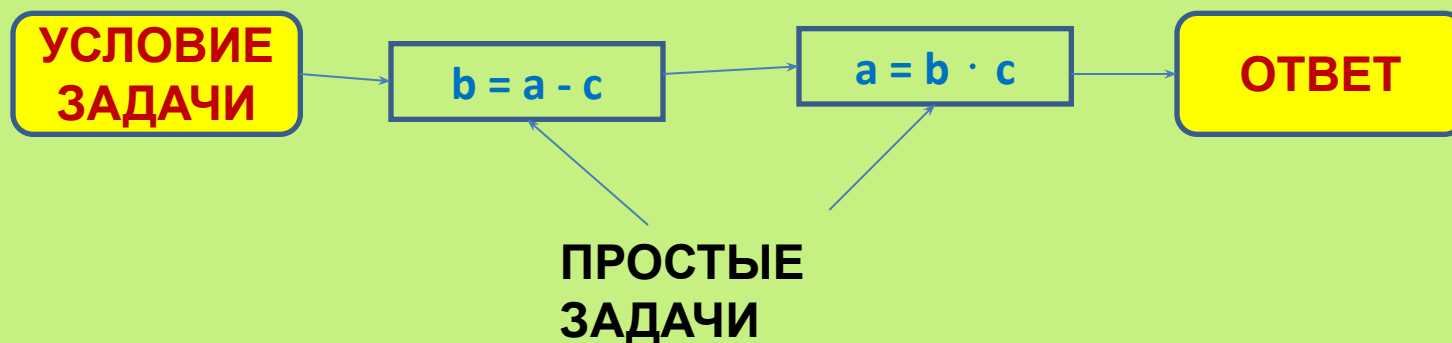 УСЛОВИЕ
ЗАДАЧИ
b = a - c
a = b · c
ОТВЕТ
ПРОСТЫЕ
ЗАДАЧИ